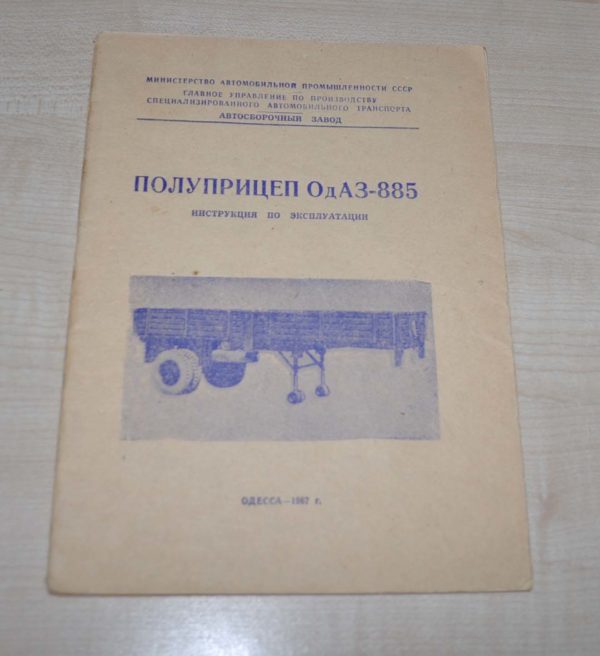 МИНИСТЕРСТВО АВТОМОБИЛЬНОЙ ПРОМЫШЛЕННОСТИ СССР
ГЛАВНОЕ УПРАВЛЕНИЕ ПО ПРОИЗВОДСТВУ
СПЕЦИАЛИЗИРОВАННОГО АВТОМОБИЛЬНОГО ТРАНСПОРТА
АВТОСБОРОЧНЫЙ ЗАВОД
ПОЛУПРИЦЕП ОдАЗ-885
ИНСТРУКЦИЯ ПО ЭКСПЛУАТАЦИИ
ОДЕССА—1967 г.